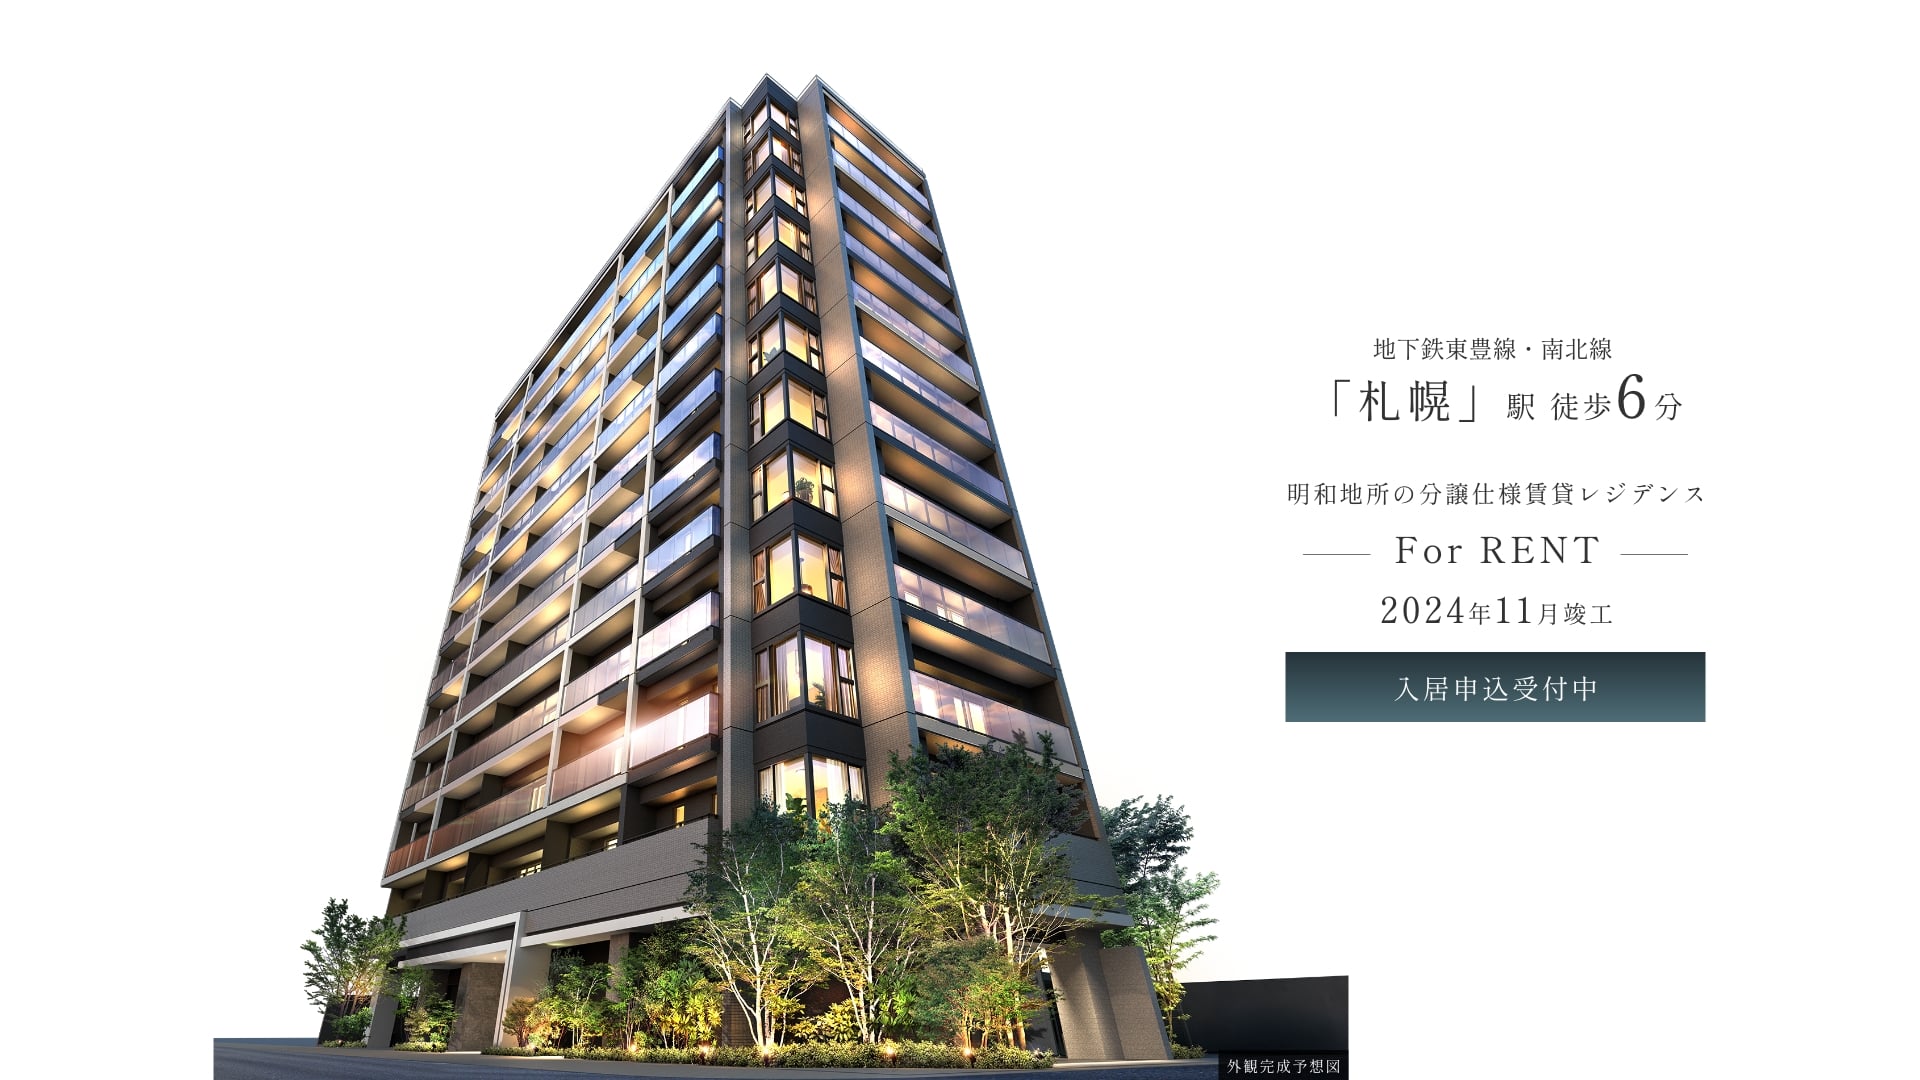 地下鉄東豊線・南北線
「札幌」駅 徒歩6分
明和地所の分譲仕様賃貸レジデンス
For RENT
2024年11月竣工
入居申込受付中
外観完成予想図